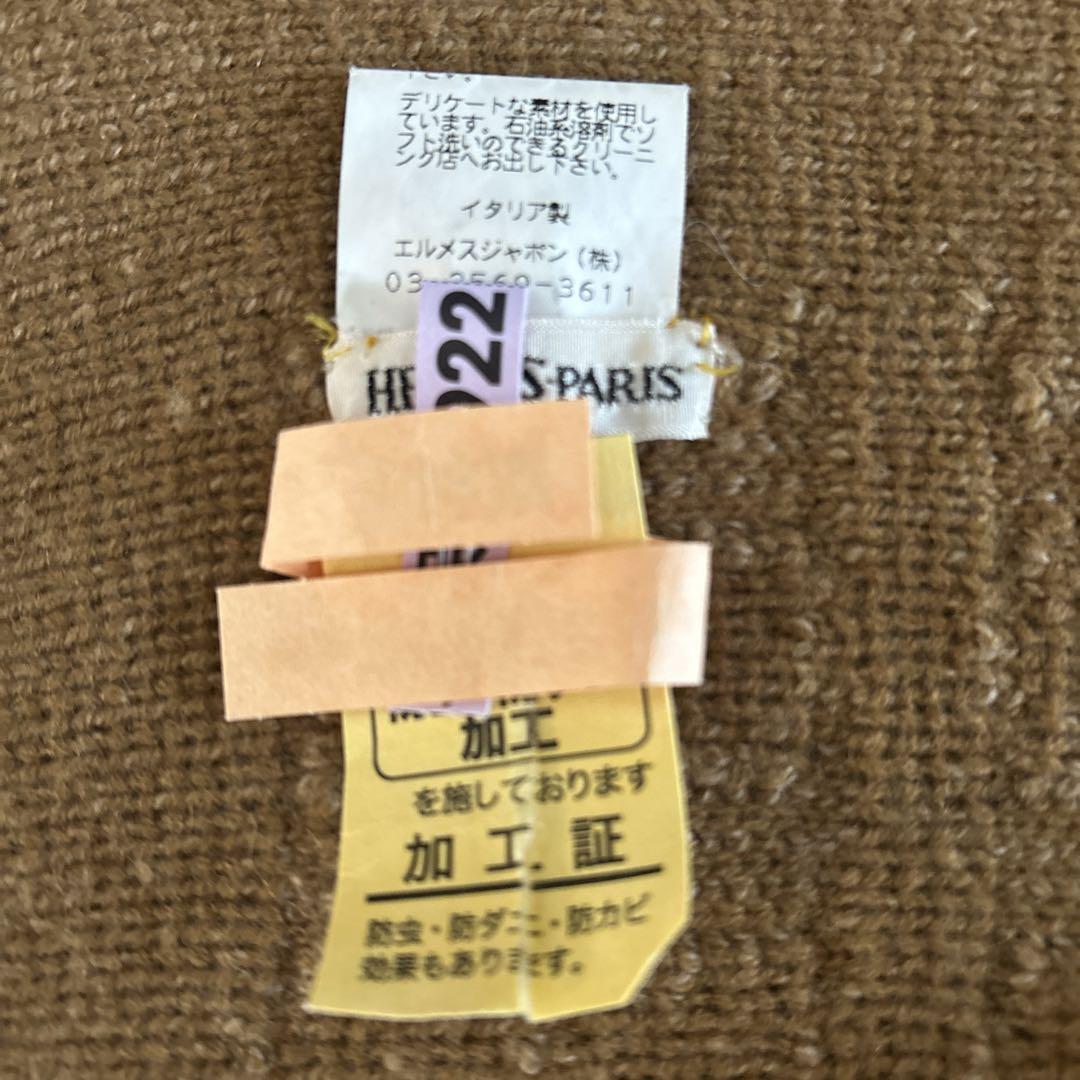 デリケートな素材を使用し
ています。石油系溶剤でソ
フト洗いのできるクリーニ
ング店へお出し下さい。
イタリア製
エルメスジャポン(株)
03-3569-3611
922
PARIS
加工
を施しております
加工証
防虫・防ダニ・防カビ
効果もあります。